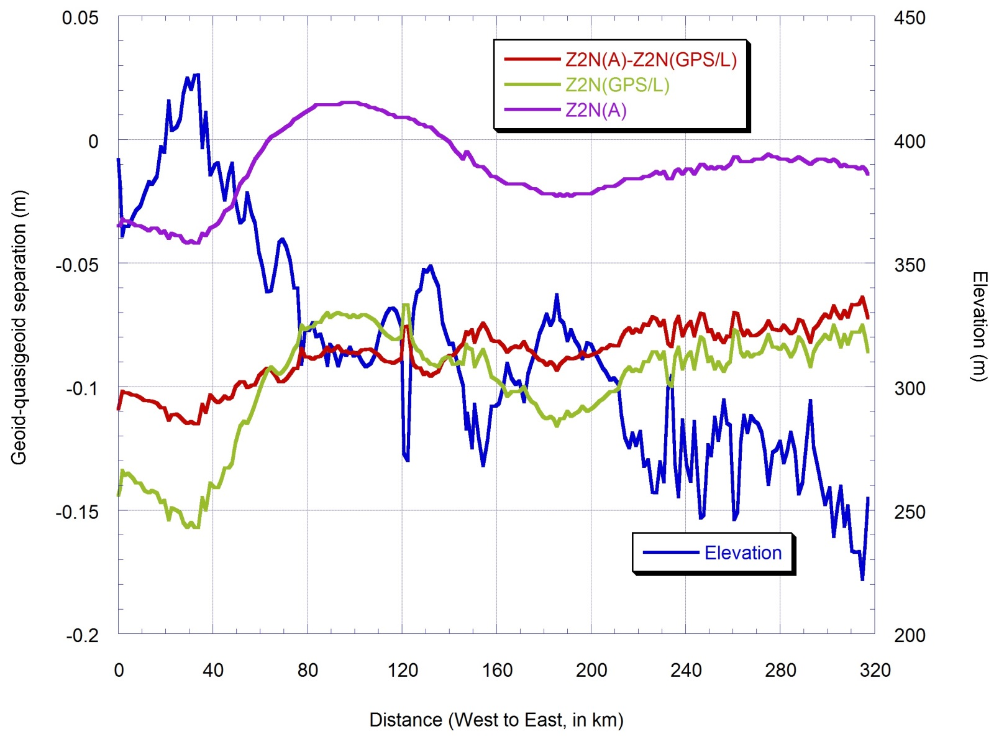 0.05
0
-0.05
-0.1
-0.15
-0.2
Geoid-quasigeoid separation (m)
Z2N(A)-Z2N(GPS/L)
Z2N(GPS/L)
Z2N(A)
Elevation
450
400
350
300
250
200
Elevation (m)
0 40 80 120 160 200 240 280 320
Distance (West to East, in km)